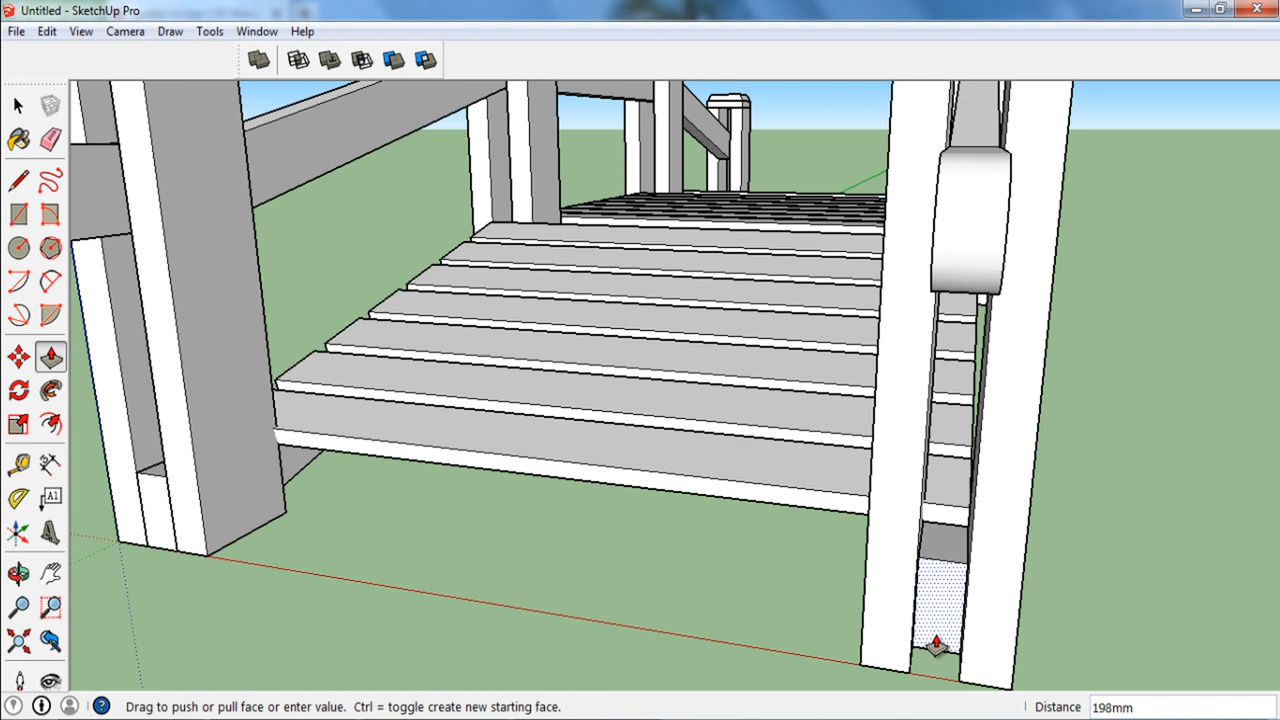 Untitled - SketchUp Pro
File Edit View Camera Draw Tools Window Help
A1
Drag to push or pull face or enter value. Ctrl = toggle create new starting face.
Distance 198mm